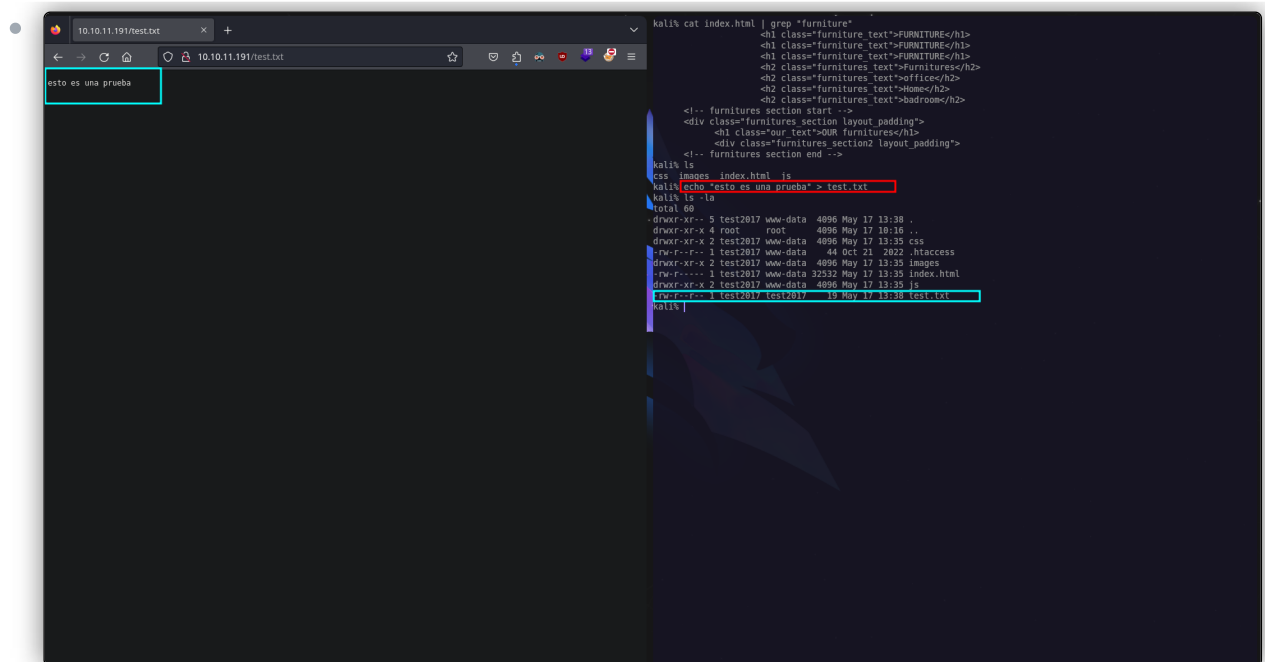 10.10.11.191/test.txt
10.10.11.191/test.txt
13
esto es una prueba
kali% cat index.html | grep "furniture"
<h1 class="furniture_text">FURNITURE</h1>
<h1 class="furniture_text">FURNITURE</h1>
<h1 class="furniture_text">FURNITURE</h1>
<h2 class="furnitures_text">Furnitures</h2>
<h2 class="furnitures_text">office</h2>
<h2 class="furnitures_text">Home</h2>
<h2 class="furnitures_text">badroom</h2>
<!-- furnitures section start -->
<div class="furnitures_section layout_padding">
<h1 class="our_text">OUR furnitures</h1>
<div class="furnitures_section2 layout_padding">
<!-- furnitures section end -->
kali% ls
css images index.html js
kali% echo "esto es una prueba" > test.txt
kali% ls -la
total 60
drwxr-xr-- 5 test2017 www-data 4096 May 17 13:38 .
drwxr-xr-x 4 root root 4096 May 17 10:16 ..
drwxr-xr-x 2 test2017 www-data 4096 May 17 13:35 css
-rw-r--r-- 1 test2017 www-data 44 Oct 21 2022 .htaccess
drwxr-xr-x 2 test2017 www-data 4096 May 17 13:35 images
-rw-r----- 1 test2017 www-data 32532 May 17 13:35 index.html
drwxr-xr-x 2 test2017 www-data 4096 May 17 13:35 js
-rw-r--r-- 1 test2017 test2017 19 May 17 13:38 test.txt
kali%